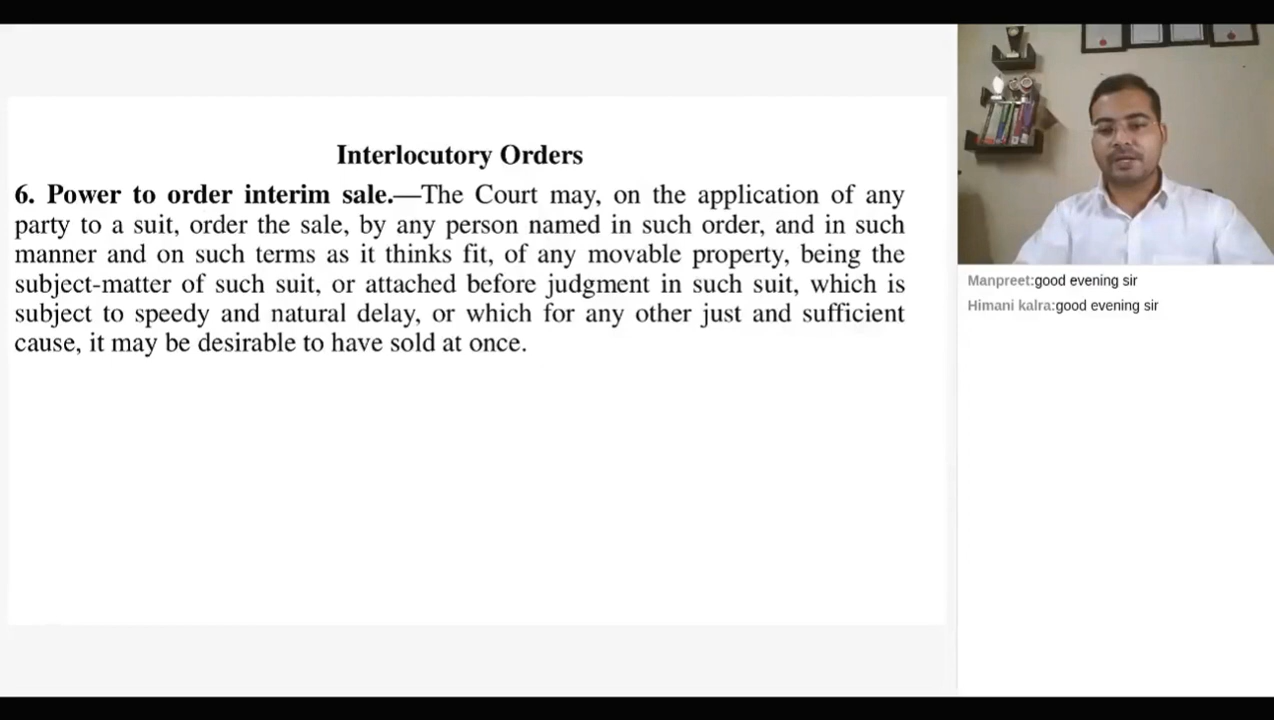 Interlocutory Orders
6. Power to order interim sale.—The Court may, on the application of any
party to a suit, order the sale, by any person named in such order, and in such
manner and on such terms as it thinks fit, of any movable property, being the
subject-matter of such suit, or attached before judgment in such suit, which is
subject to speedy and natural delay, or which for any other just and sufficient
cause, it may be desirable to have sold at once.
Manpreet:good evening sir
Himani kalra:good evening sir